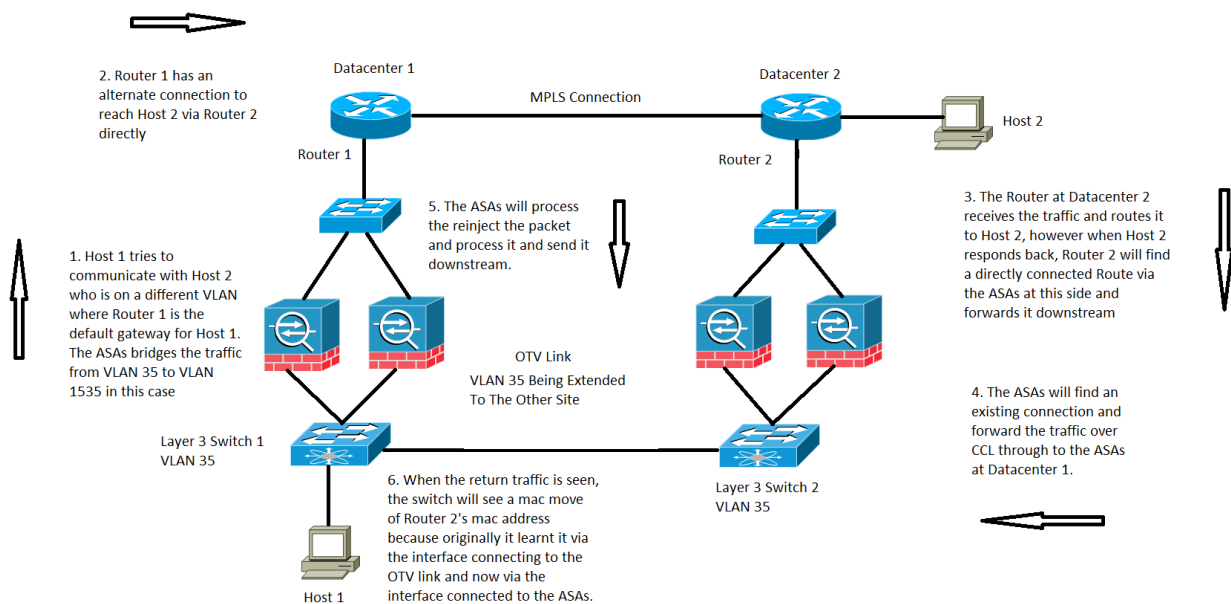 2. Router 1 has an
alternate connection to
reach Host 2 via Router 2
directly
Datacenter 1
MPLS Connection
Datacenter 2
Host 2
Router 1
Router 2
1. Host 1 tries to
communicate with Host 2
who is on a different VLAN
where Router 1 is the
default gateway for Host 1.
The ASAs bridges the traffic
from VLAN 35 to VLAN
1535 in this case
5. The ASAs will process
the reinject the packet
and process it and send it
downstream.
3. The Router at Datacenter 2
receives the traffic and routes it
to Host 2, however when Host 2
responds back, Router 2 will find
a directly connected Route via
the ASAs at this side and
forwards it downstream
OTV Link
VLAN 35 Being Extended
To The Other Site
4. The ASAs will find an
existing connection and
forward the traffic over
CCL through to the ASAs
at Datacenter 1.
Layer 3 Switch 1
VLAN 35
Layer 3 Switch 2
VLAN 35
6. When the return traffic is seen,
the switch will see a mac move
of Router 2's mac address
because originally it learnt it via
the interface connecting to the
OTV link and now via the
interface connected to the ASAs.
Host 1